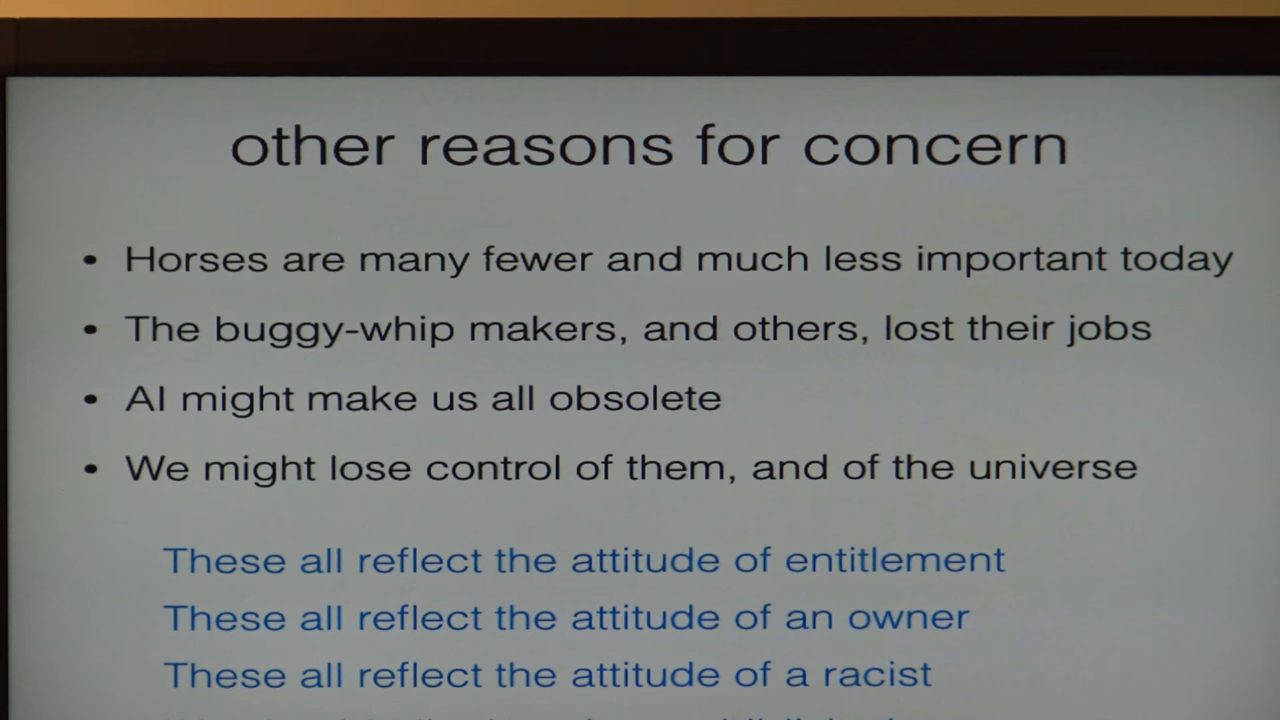 other reasons for concern
• Horses are many fewer and much less important today
• The buggy-whip makers, and others, lost their jobs
• AI might make us all obsolete
• We might lose control of them, and of the universe
These all reflect the attitude of entitlement
These all reflect the attitude of an owner
These all reflect the attitude of a racist